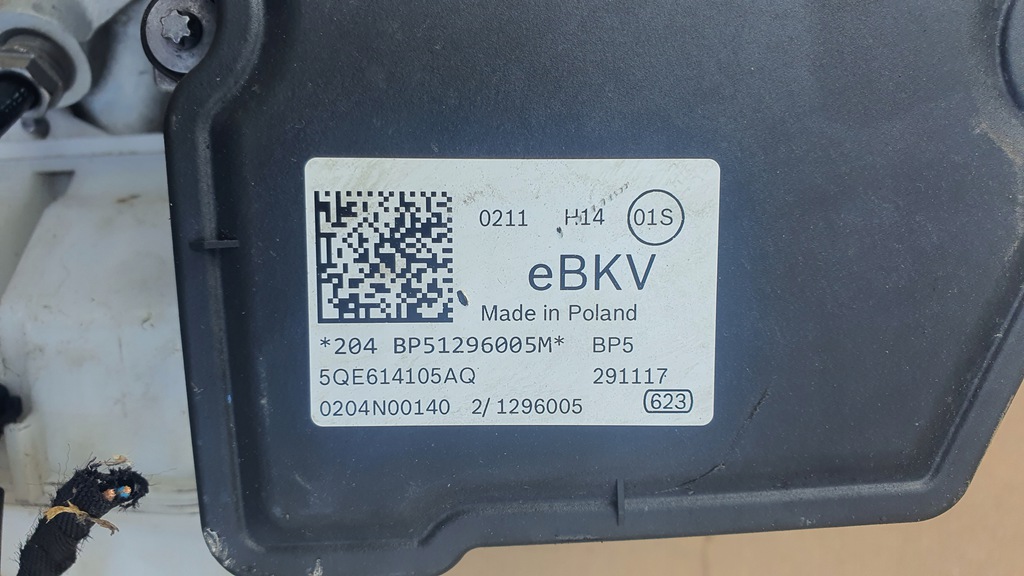 0211 H14 01S
eBKV
Made in Poland
*204 BP51296005M* BP5
5QE614105AQ 291117
0204N00140 2/ 1296005 623